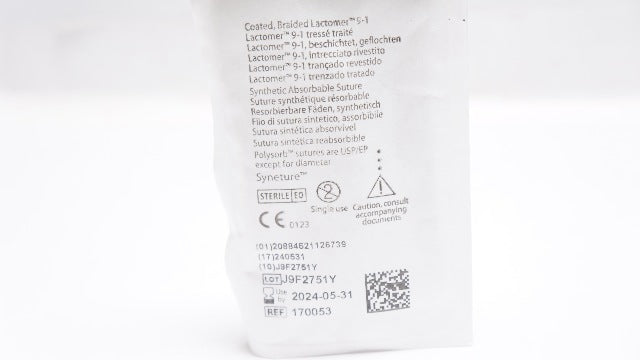 Coated, Braided Lactomer™ 9-1
Lactomer™ 9-1 tressé traité
Lactomer™ 9-1, beschichtet, geflochten
Lactomer™ 9-1, intrecciato rivestito
Lactomer™ 9-1 trançado revestido
Lactomer™ 9-1 trenzado tratado
Synthetic Absorbable Suture
Suture synthétique résorbable
Resorbierbare Fäden, synthetisch
Filo di sutura sintetico, assorbibile
Sutura sintética absorvível
Sutura sintética reabsorbible
Polysorb™ sutures are USP/EP
except for diameter
Syneture™
STERILE EO
2
Single use
Caution, consult
accompanying
documents
CE 0123
(01)20884521126739
(17)240531
(10)J9F2751Y
LOT J9F2751Y
Use by 2024-05-31
REF 170053